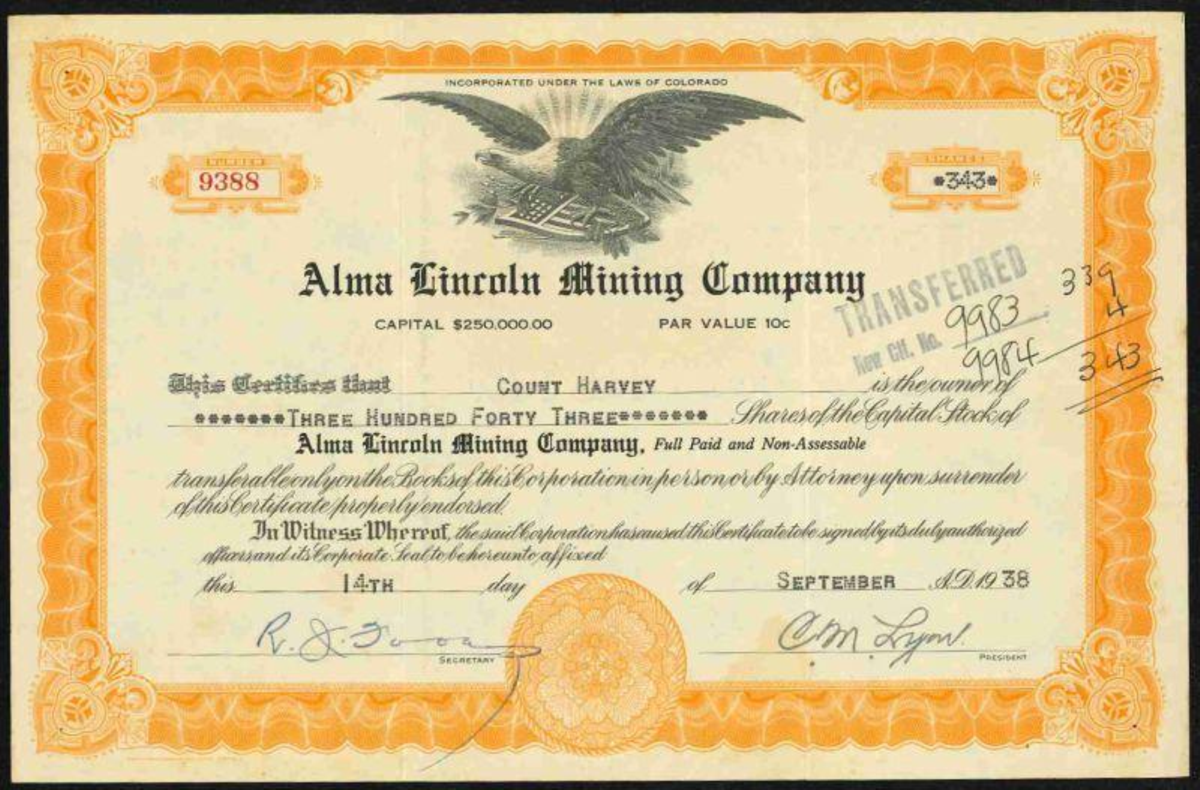 INCORPORATED UNDER THE LAWS OF COLORADO
NUMBER
9388
SHARES
*343*
Alma Lincoln Mining Company
CAPITAL $250,000.00 PAR VALUE 10c
TRANSFERRED
New Ctf. No. 9983
9984
339
4
343
This Certifies that COUNT HARVEY is the owner of
*******THREE HUNDRED FORTY THREE******* Shares of the Capital Stock of
Alma Lincoln Mining Company, Full Paid and Non-Assessable
transferable only on the Books of this Corporation in person or by Attorney upon surrender
of this Certificate properly endorsed.
In Witness Whereof, the said Corporation has caused this Certificate to be signed by its duly authorized
officers and its Corporate Seal to be hereunto affixed
this 14TH day of SEPTEMBER A.D. 1938
R. J.
SECRETARY
C. M. Lyon.
PRESIDENT